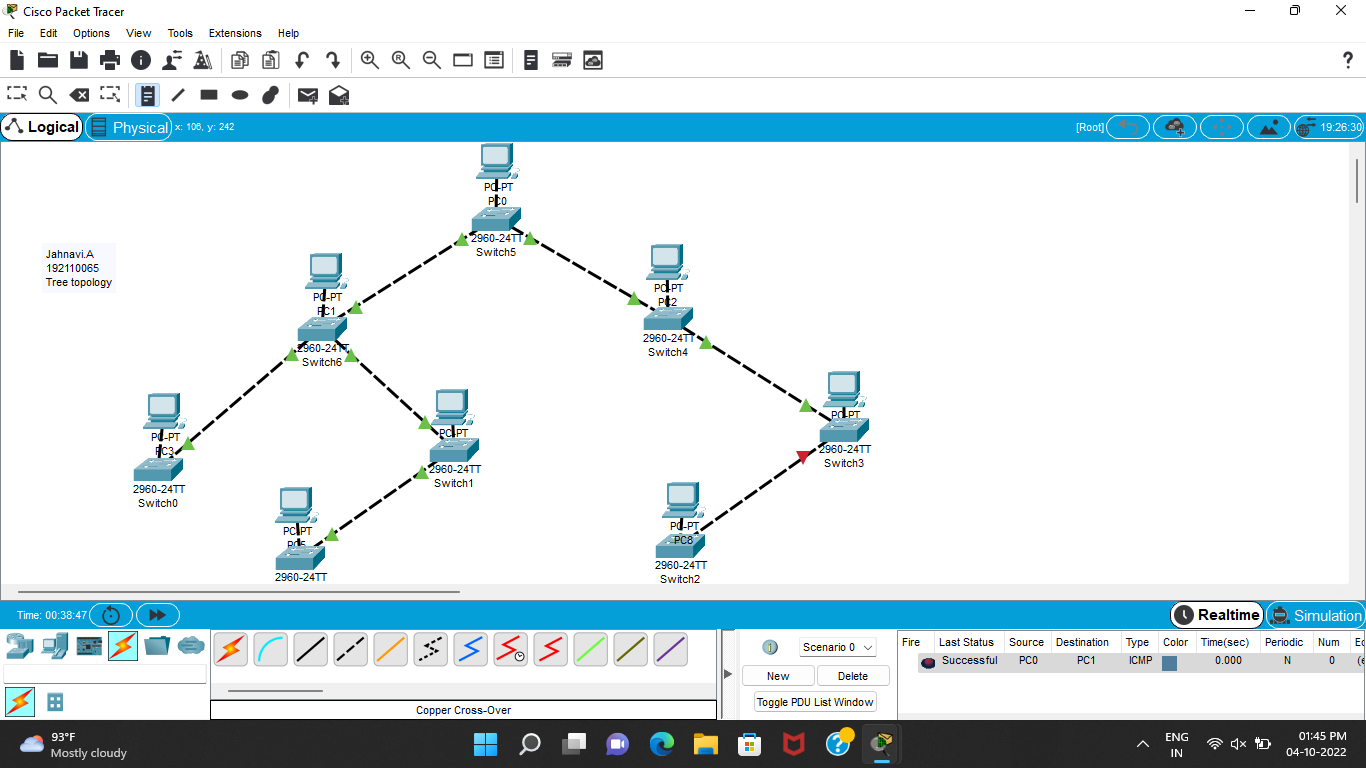 Cisco Packet Tracer
File Edit Options View Tools Extensions Help
Logical Physical x: 108, y: 242 [Root] 19:26:30
PC-PT
PC0
2960-24TT
Switch5
Jahnavi.A
192110065
Tree topology
PC-PT
PC1
2960-24TT
Switch6
PC-PT
PC2
2960-24TT
Switch4
PC-PT
2960-24TT
Switch3
PC-PT
PC3
2960-24TT
Switch0
PC-PT
2960-24TT
Switch1
PC-PT
PC5
2960-24TT
PC-PT
PC8
2960-24TT
Switch2
Time: 00:38:47 Realtime Simulation
Scenario 0
New Delete
Toggle PDU List Window
Copper Cross-Over
Fire Last Status Source Destination Type Color Time(sec) Periodic Num
Successful PC0 PC1 ICMP 0.000 N 0
93°F
Mostly cloudy
ENG
IN
01:45 PM
04-10-2022